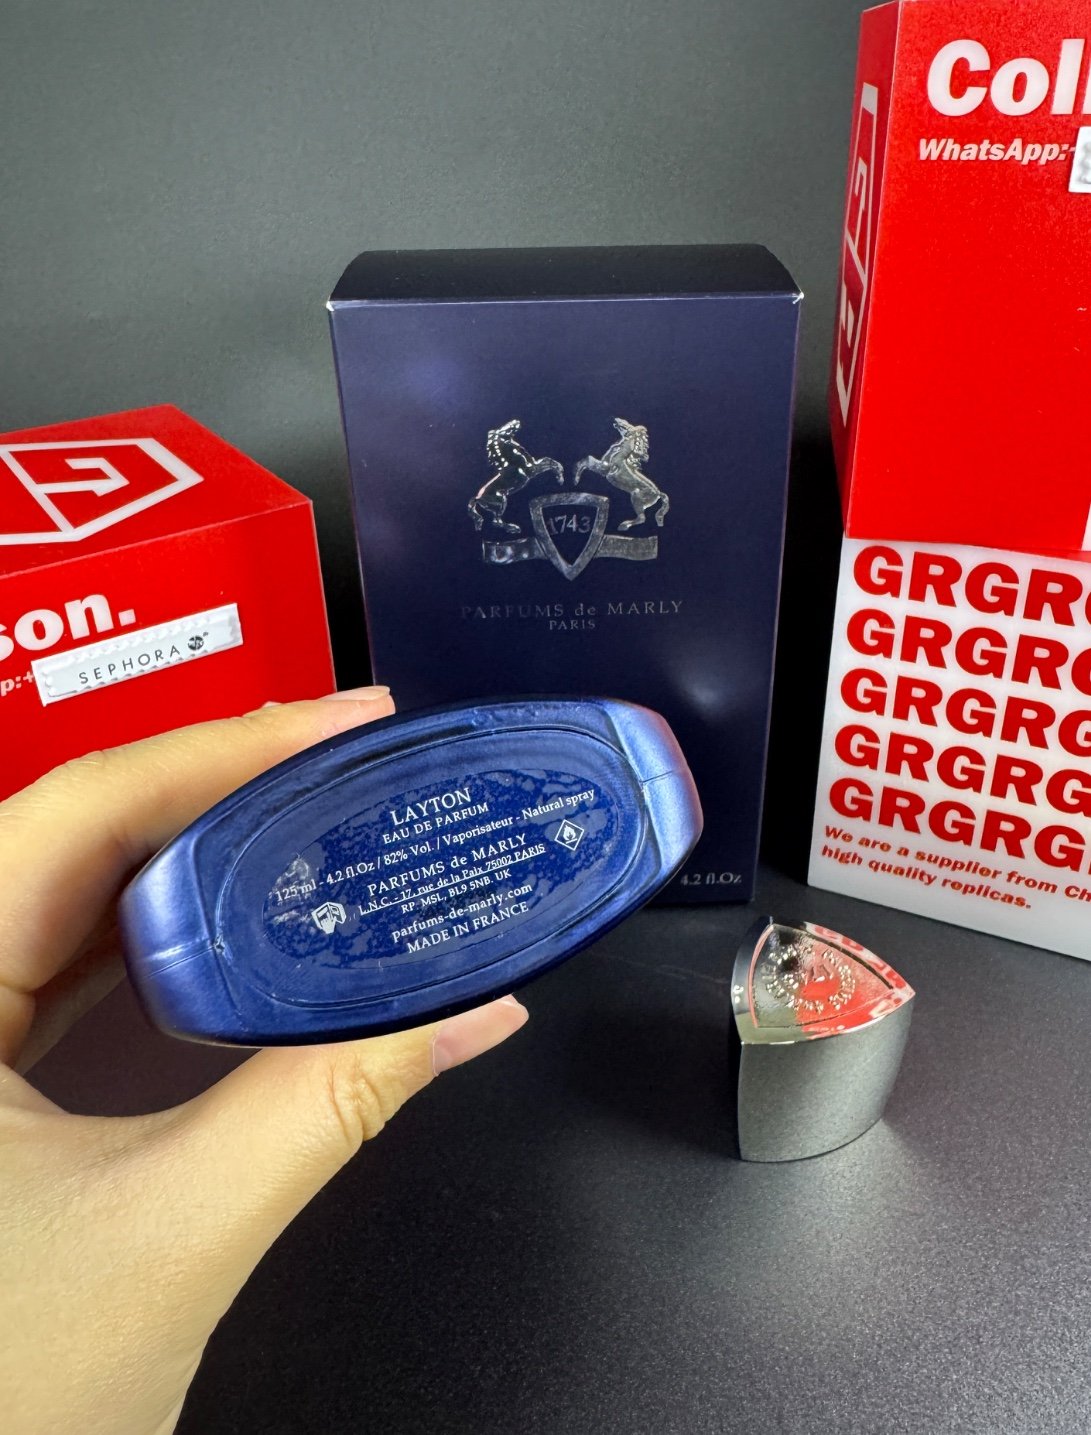 Coll
WhatsApp:
son.
p:+
SEPHORA
1743
PARFUMS de MARLY
PARIS
4.2 fl.Oz
GRGRG
GRGRG
GRGRG
GRGRG
GRGRG
We are a supplier from Ch
high quality replicas.
LAYTON
EAU DE PARFUM
125 ml - 4.2 fl.Oz / 82% Vol. / Vaporisateur - Natural spray
PARFUMS de MARLY
L.N.C. - 17, rue de la Paix 75002 PARIS
RP. MSL, BL9 5NB. UK
parfums-de-marly.com
MADE IN FRANCE